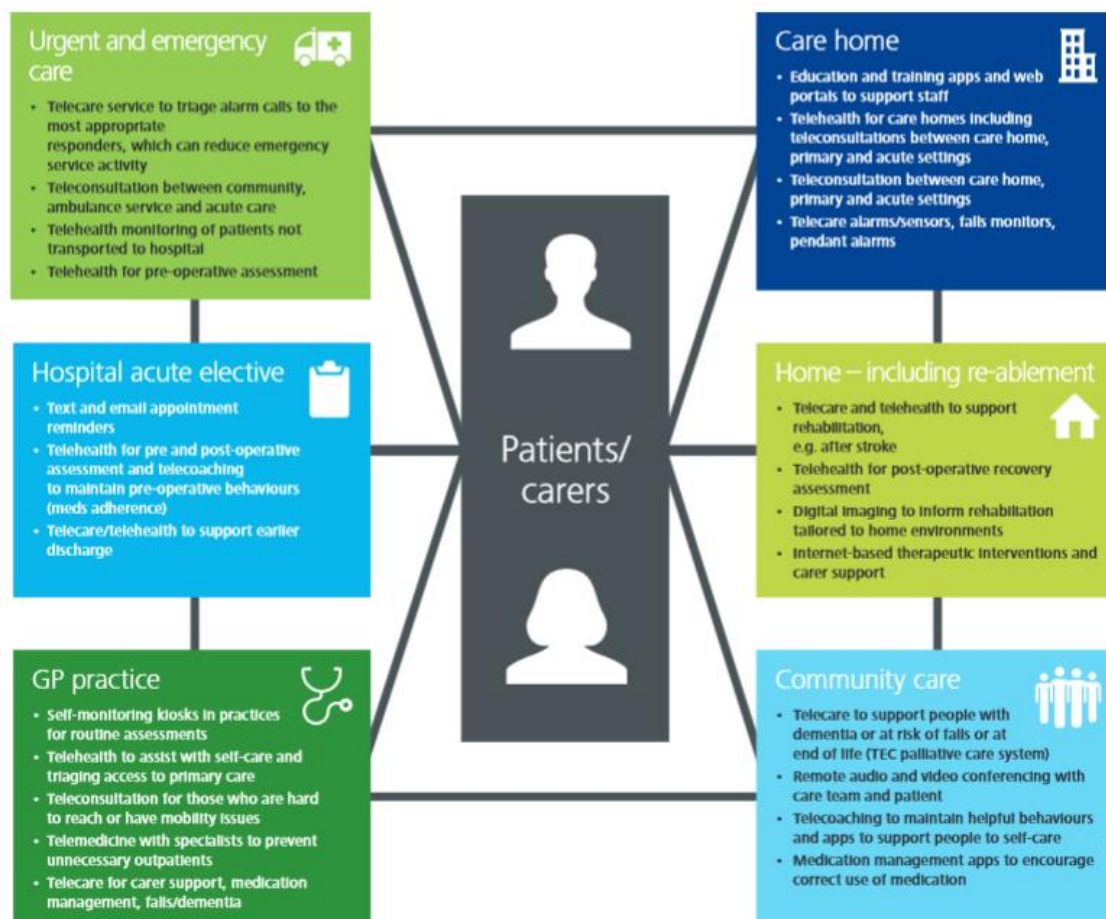 Urgent and emergency
care
• Telecare service to triage alarm calls to the
most appropriate
responders, which can reduce emergency
service activity
• Teleconsultation between community,
ambulance service and acute care
• Telehealth monitoring of patients not
transported to hospital
• Telehealth for pre-operative assessment
Care home
• Education and training apps and web
portals to support staff
• Telehealth for care homes including
teleconsultations between care home,
primary and acute settings
• Teleconsultation between care home,
primary and acute settings
• Telecare alarms/sensors, falls monitors,
pendant alarms
Hospital acute elective
• Text and email appointment
reminders
• Telehealth for pre and post-operative
assessment and telecoaching
to maintain pre-operative behaviours
(meds adherence)
• Telecare/telehealth to support earlier
discharge
Patients/
carers
Home – including re-ablement
• Telecare and telehealth to support
rehabilitation,
e.g. after stroke
• Telehealth for post-operative recovery
assessment
• Digital imaging to inform rehabiliation
tailored to home environments
• Internet-based therapeutic interventions and
carer support
GP practice
• Self-monitoring kiosks in practices
for routine assessments
• Telehealth to assist with self-care and
triaging access to primary care
• Teleconsultation for those who are hard
to reach or have mobility issues
• Telemedicine with specialists to prevent
unnecessary outpatients
• Telecare for carer support, medication
management, falls/dementia
Community care
• Telecare to support people with
dementia or at risk of falls or at
end of life (TEC palliative care system)
• Remote audio and video conferencing with
care team and patient
• Telecoaching to maintain helpful behaviours
and apps to support people to self-care
• Medication management apps to encourage
correct use of medication